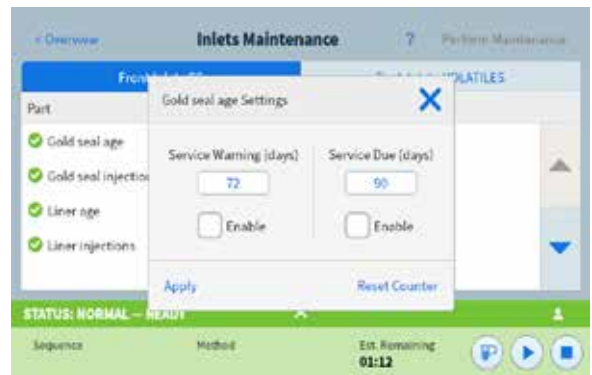 < Overview Inlets Maintenance ? Perform Maintenance
Front VOLATILES
Part
Gold seal age Settings
Gold seal age
Service Warning (days) Service Due (days)
Gold seal injection
72 90
Liner age
Enable Enable
Liner injections
Apply Reset Counter
STATUS: NORMAL — READY
Sequence Method Est. Remaining
01:12